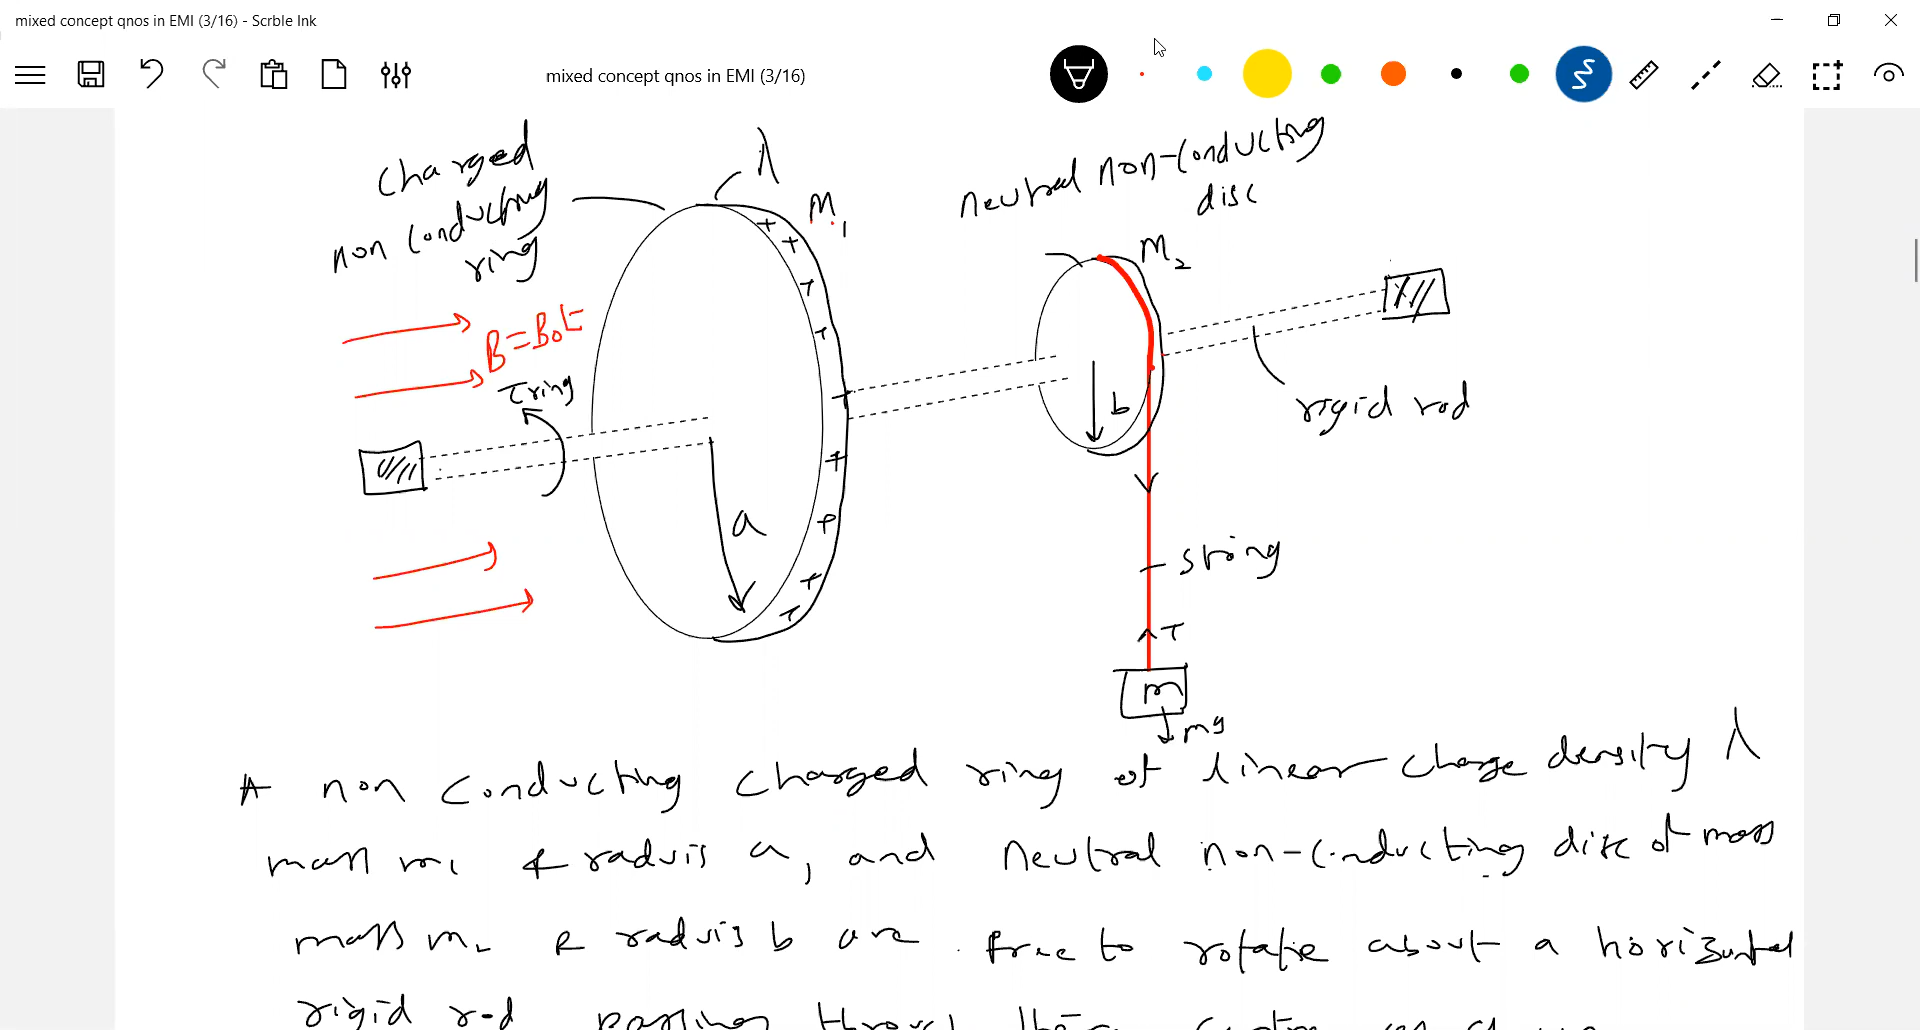 mixed concept qnos in EMI (3/16) - Scrble Ink
mixed concept qnos in EMI (3/16)
Charged
non conducting
ring
λ
M1
neutral non-conducting
disc
M2
B=B0t
τring
a
b
rigid rod
string
T
m
mg
A non conducting charged ring of linear charge density λ
mass m1 & radius a, and neutral non-conducting disc of mass
mass m2 & radius b are free to rotate about a horizontal
rigid rod passing through their